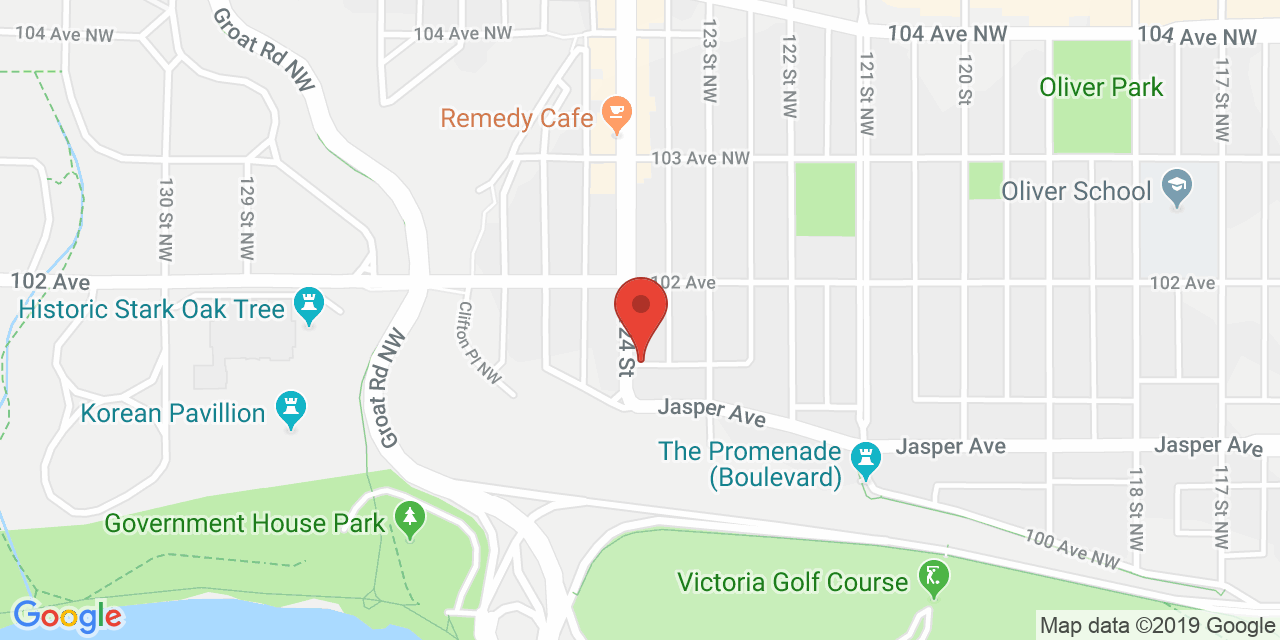 104 Ave NW
Groat Rd NW
104 Ave NW
123 St NW
122 St NW
121 St NW
104 Ave NW
120 St
104 Ave NW
117 St NW
Oliver Park
Remedy Cafe
103 Ave NW
130 St NW
129 St NW
Oliver School
102 Ave
102 Ave
102 Ave
Historic Stark Oak Tree
Clifton Pl NW
24 St
Groat Rd NW
Korean Pavillion
Jasper Ave
Jasper Ave
Jasper Ave
The Promenade
(Boulevard)
118 St NW
117 St NW
Government House Park
100 Ave NW
Victoria Golf Course
Google
Map data ©2019 Google